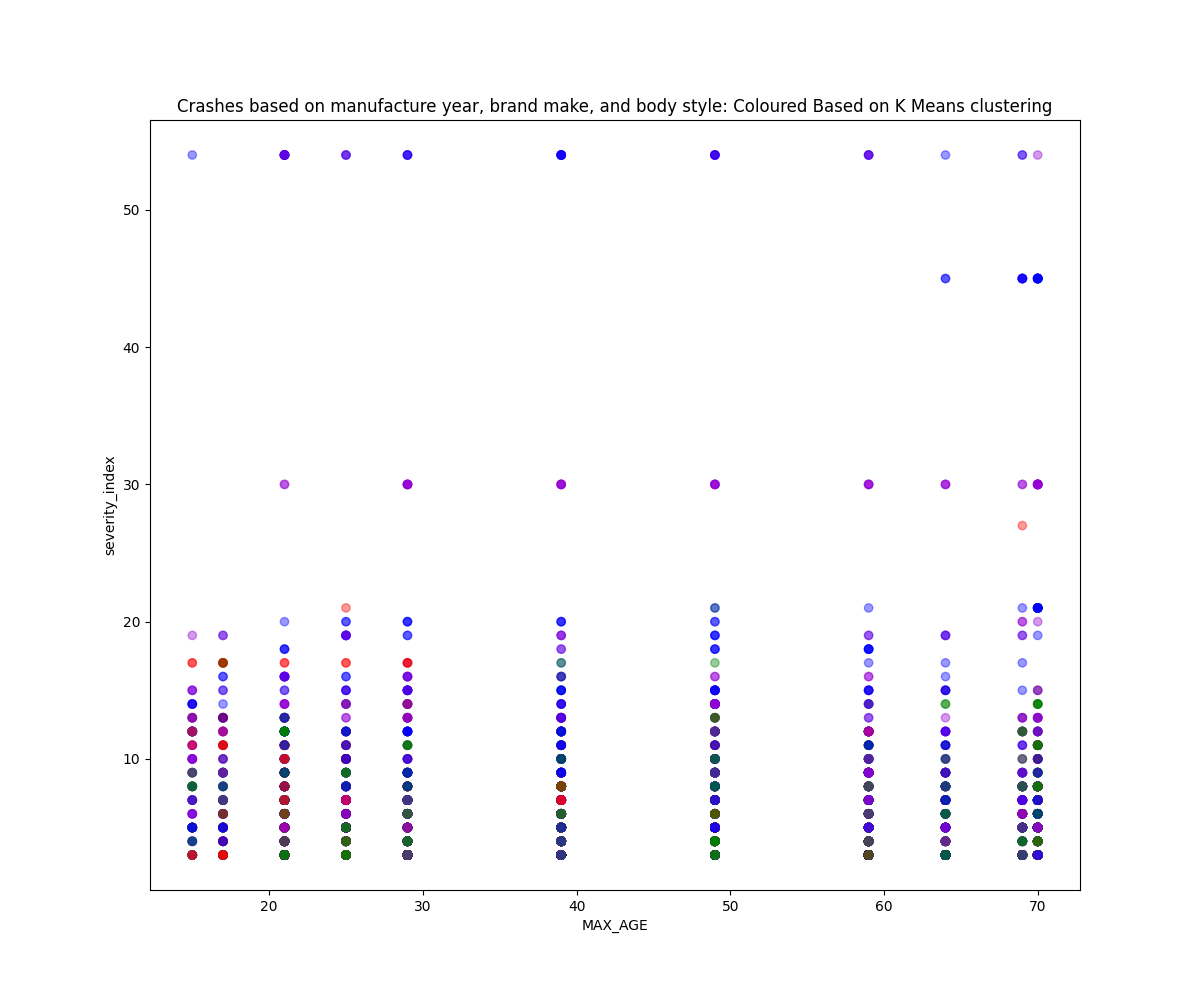 Crashes based on manufacture year, brand make, and body style: Coloured Based on K Means clustering
50
40
30
20
10
severity_index
20 30 40 50 60 70
MAX_AGE